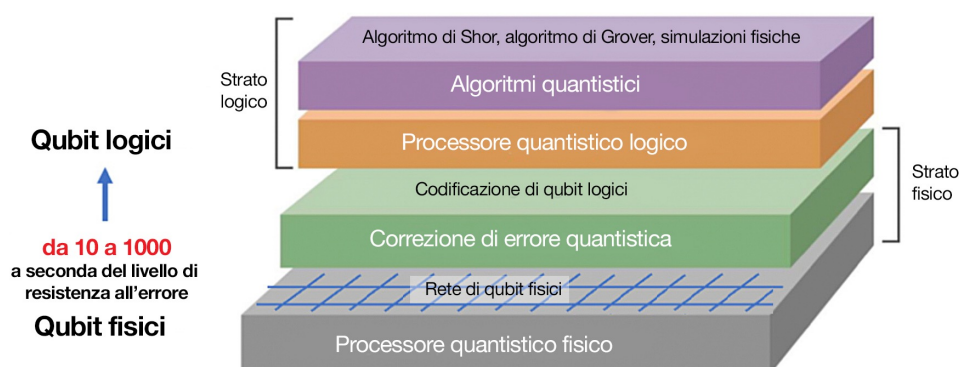 Algoritmo di Shor, algoritmo di Grover, simulazioni fisiche
Algoritmi quantistici
Strato
logico
Processore quantistico logico
Qubit logici
Codificazione di qubit logici
Strato
fisico
Correzione di errore quantistica
da 10 a 1000
a seconda del livello di
resistenza all'errore
Qubit fisici
Rete di qubit fisici
Processore quantistico fisico